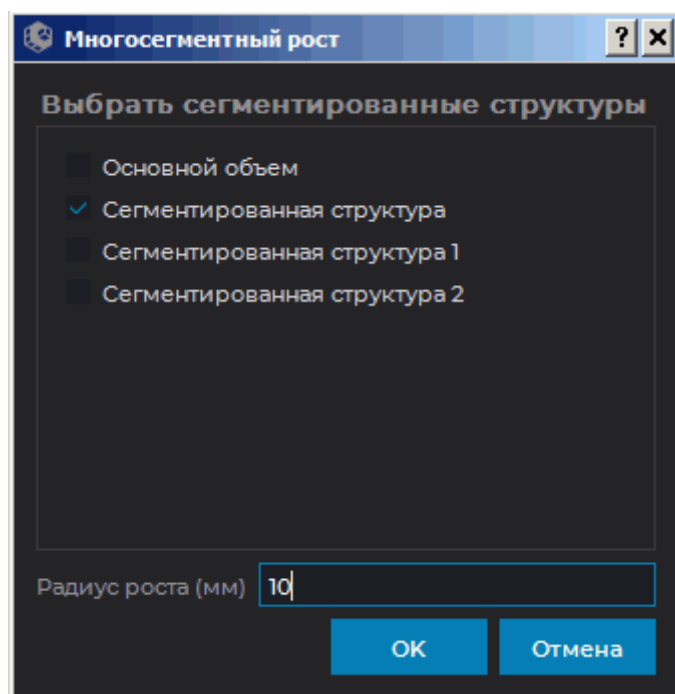 Многосегментный рост
Выбрать сегментированные структуры
Основной объем
Сегментированная структура
Сегментированная структура 1
Сегментированная структура 2
Радиус роста (мм) 10
OK Отмена